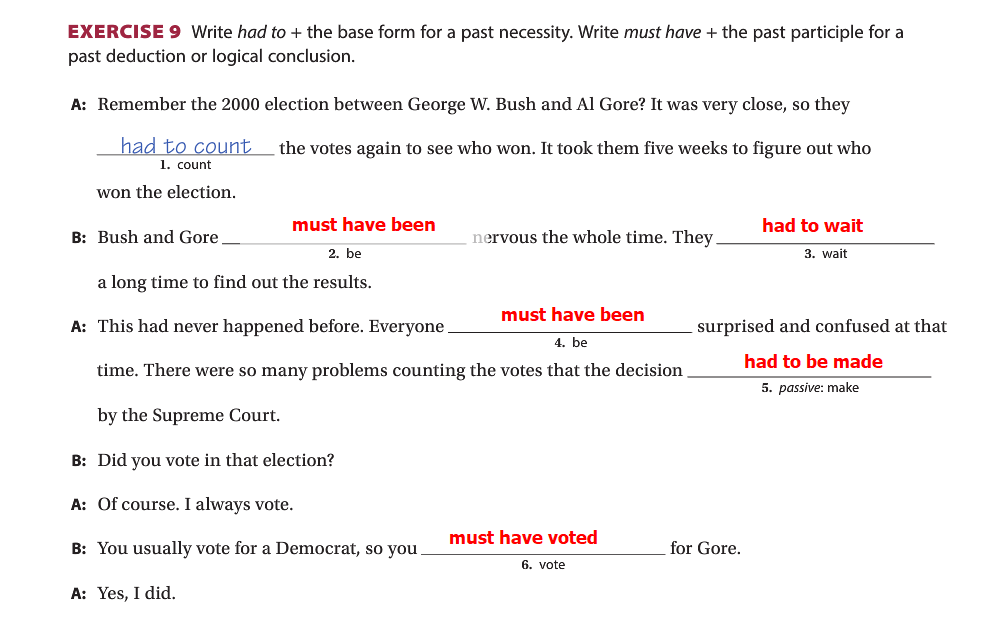 EXERCISE 9 Write had to + the base form for a past necessity. Write must have + the past participle for a
past deduction or logical conclusion.
A: Remember the 2000 election between George W. Bush and Al Gore? It was very close, so they
had to count the votes again to see who won. It took them five weeks to figure out who
1. count
won the election.
B: Bush and Gore must have been nervous the whole time. They had to wait
2. be 3. wait
a long time to find out the results.
A: This had never happened before. Everyone must have been surprised and confused at that
4. be
time. There were so many problems counting the votes that the decision had to be made
5. passive: make
by the Supreme Court.
B: Did you vote in that election?
A: Of course. I always vote.
B: You usually vote for a Democrat, so you must have voted for Gore.
6. vote
A: Yes, I did.